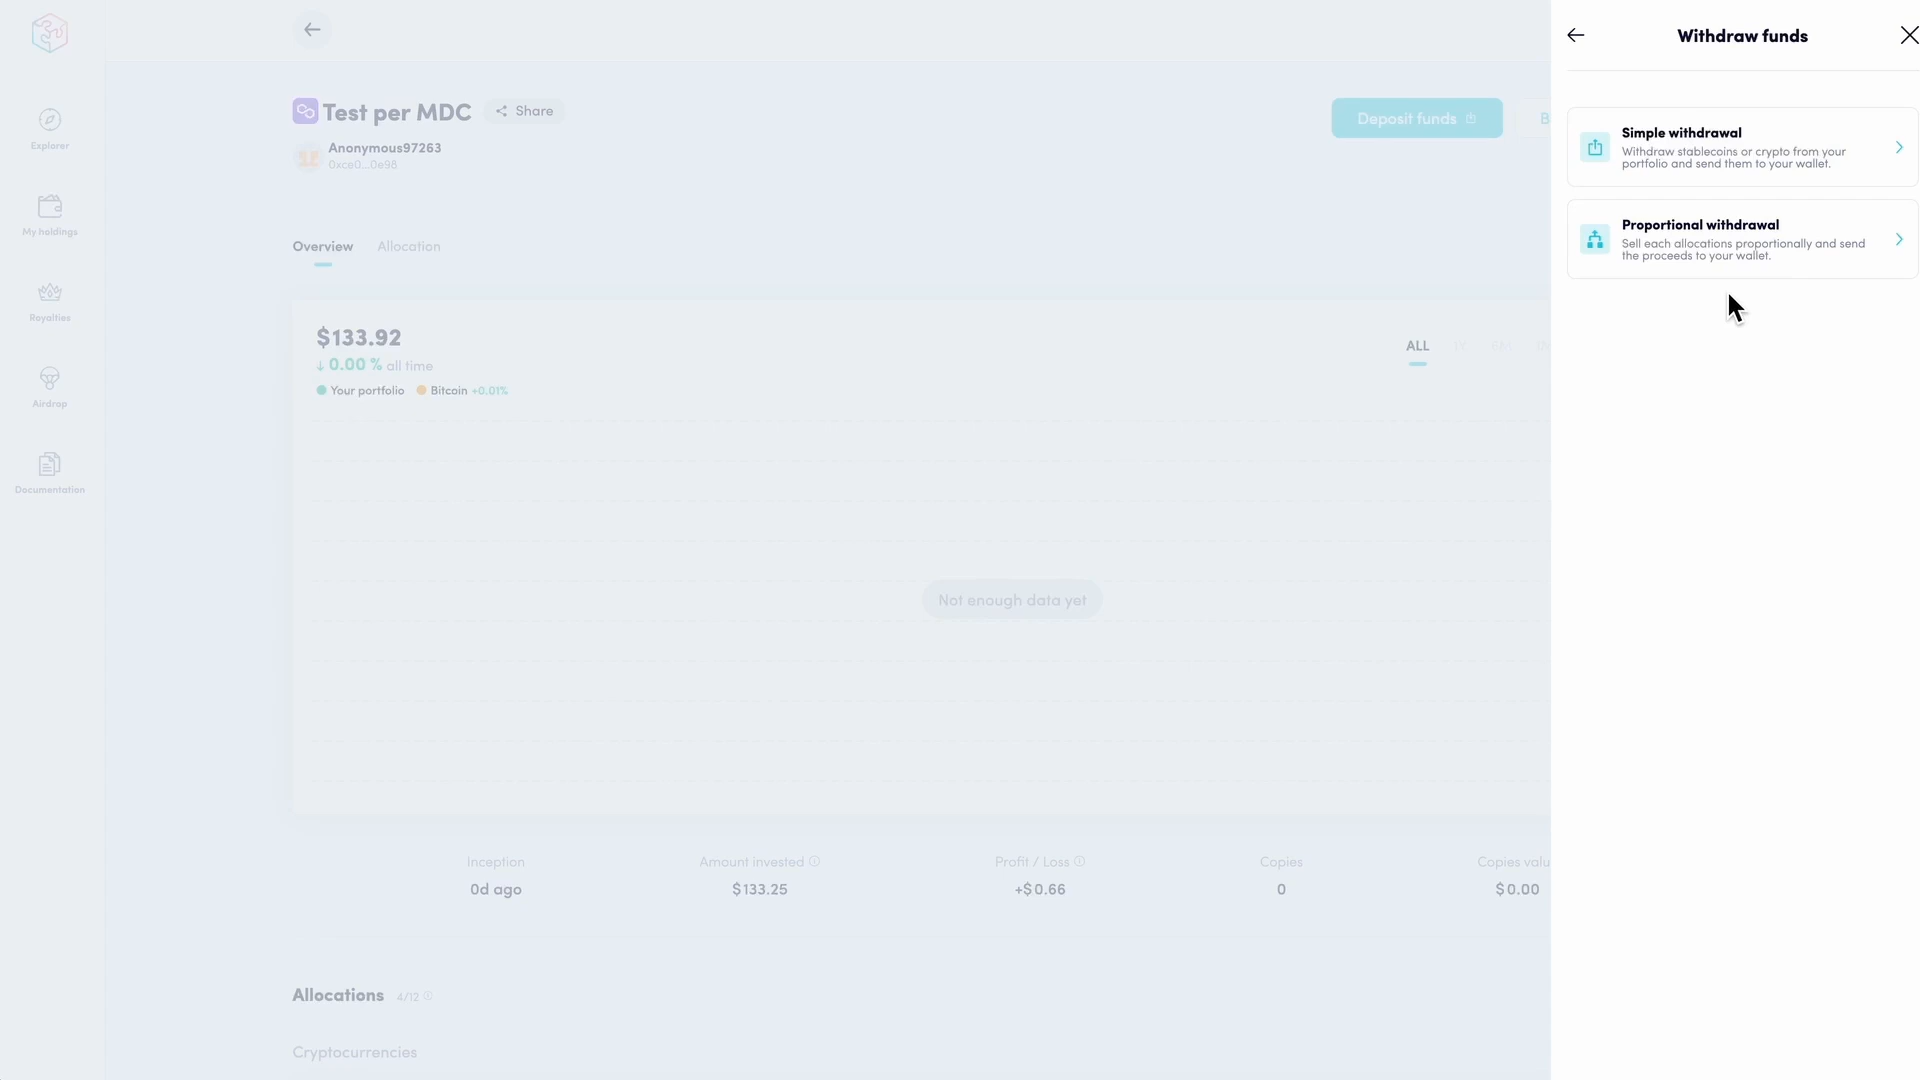 Withdraw funds
Simple withdrawal
Withdraw stablecoins or crypto from your
portfolio and send them to your wallet.
Proportional withdrawal
Sell each allocations proportionally and send
the proceeds to your wallet.
Explorer
My holdings
Royalties
Airdrop
Documentation
Test per MDC
Share
Anonymous97263
0xce0...0e98
Deposit funds
B
Overview
Allocation
$133.92
↓ 0.00 % all time
Your portfolio
Bitcoin +0.01%
ALL
Not enough data yet
Inception
0d ago
Amount invested
$133.25
Profit / Loss
+$0.66
Copies
0
Copies valu
$0.00
Allocations 4/12
Cryptocurrencies